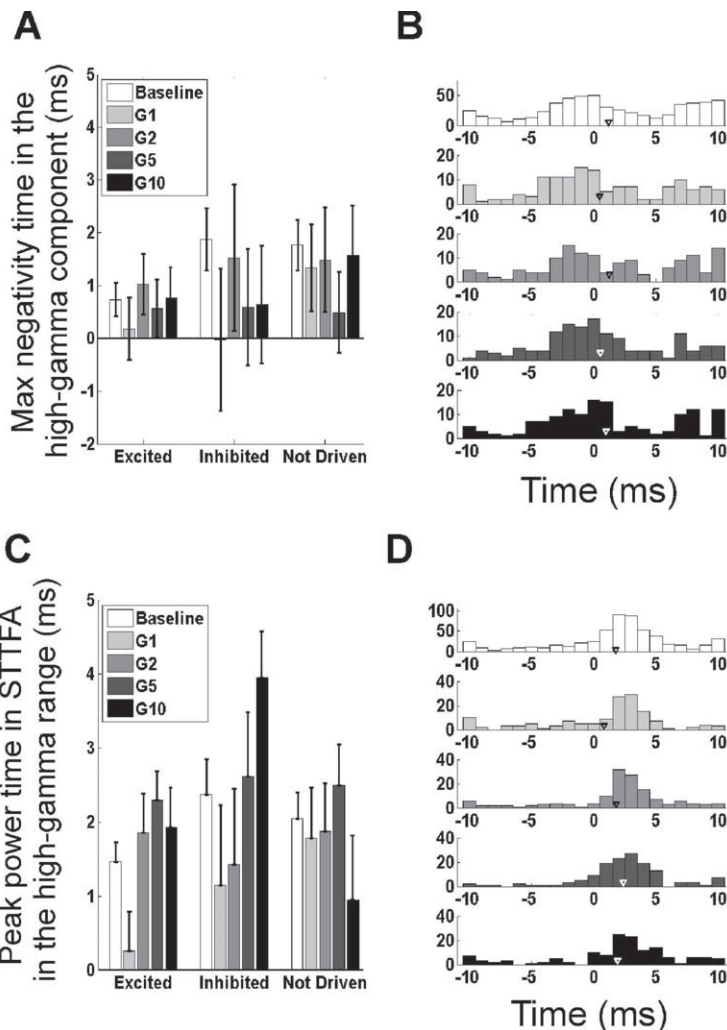 A
Max negativity time in the
high-gamma component (ms)
5
4
3
2
1
0
-1
-2
Baseline
G1
G2
G5
G10
Excited Inhibited Not Driven
B
50
0
-10 -5 0 5 10
20
10
0
-10 -5 0 5 10
20
10
0
-10 -5 0 5 10
20
10
0
-10 -5 0 5 10
20
10
0
-10 -5 0 5 10
Time (ms)
C
Peak power time in STTFA
in the high-gamma range (ms)
5
4
3
2
1
0
Baseline
G1
G2
G5
G10
Excited Inhibited Not Driven
D
100
50
0
-10 -5 0 5 10
40
20
0
-10 -5 0 5 10
40
20
0
-10 -5 0 5 10
40
20
0
-10 -5 0 5 10
40
20
0
-10 -5 0 5 10
Time (ms)